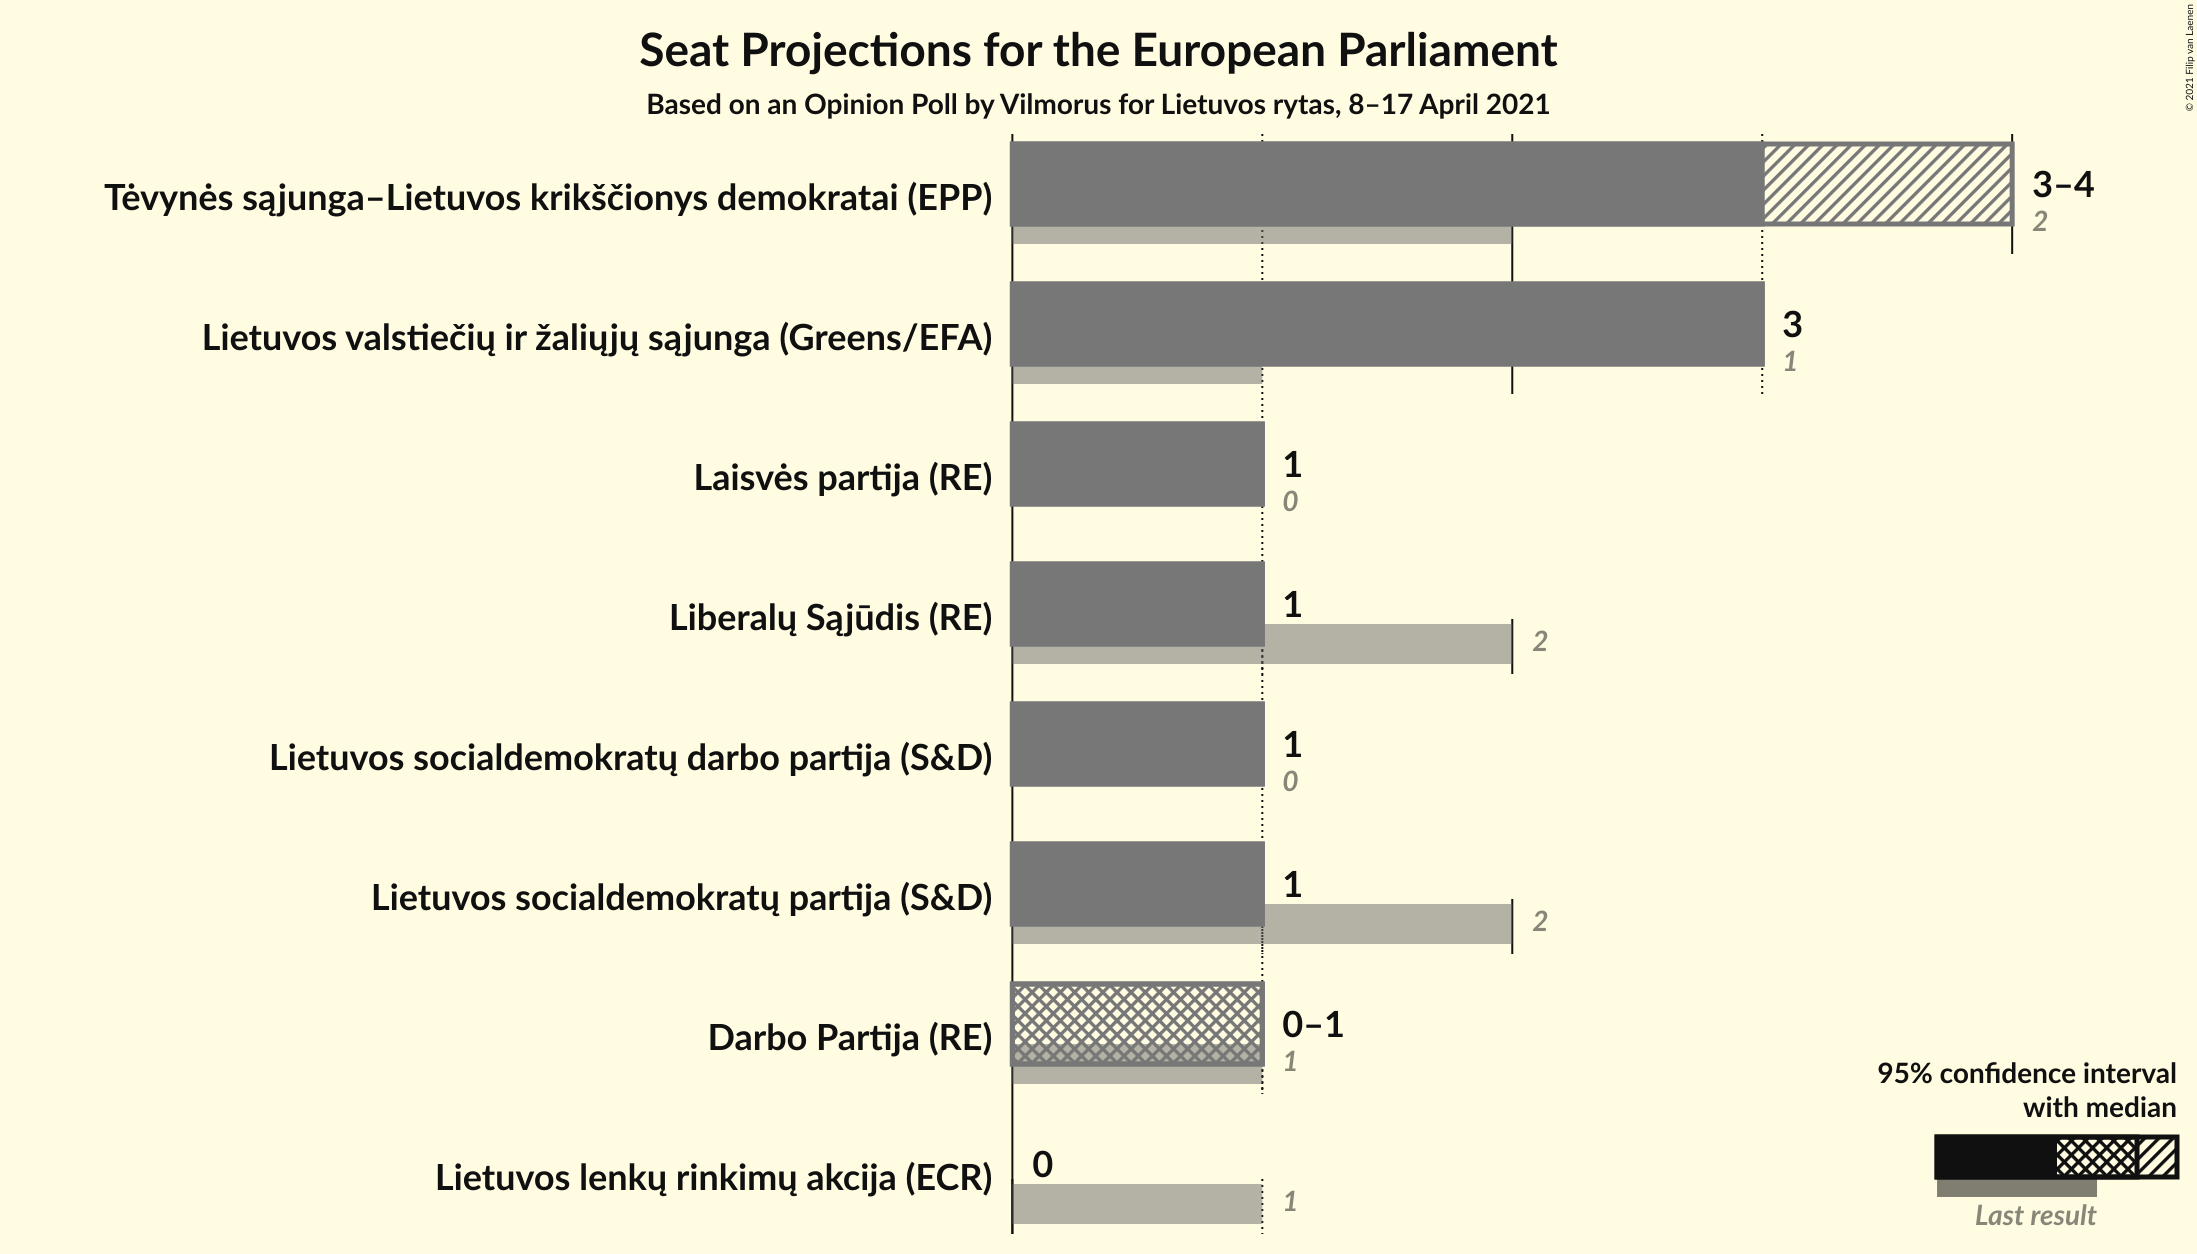 Seat Projections for the European Parliament
Based on an Opinion Poll by Vilmorus for Lietuvos rytas, 8–17 April 2021
© 2021 Filip van Laenen
Tėvynės sąjunga–Lietuvos krikščionys demokratai (EPP)
3–4
2
Lietuvos valstiečių ir žaliųjų sąjunga (Greens/EFA)
3
1
Laisvės partija (RE)
1
0
Liberalų Sąjūdis (RE)
1
2
Lietuvos socialdemokratų darbo partija (S&D)
1
0
Lietuvos socialdemokratų partija (S&D)
1
2
Darbo Partija (RE)
0–1
1
Lietuvos lenkų rinkimų akcija (ECR)
0
1
95% confidence interval
with median
Last result